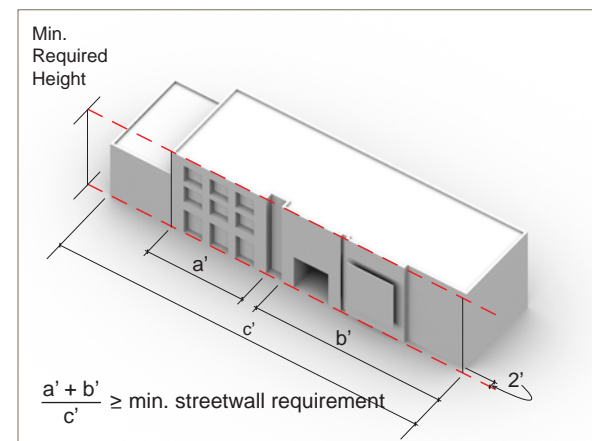 Min.
Required
Height
a'
c'
b'
2'
a' + b'
c'
≥ min. streetwall requirement